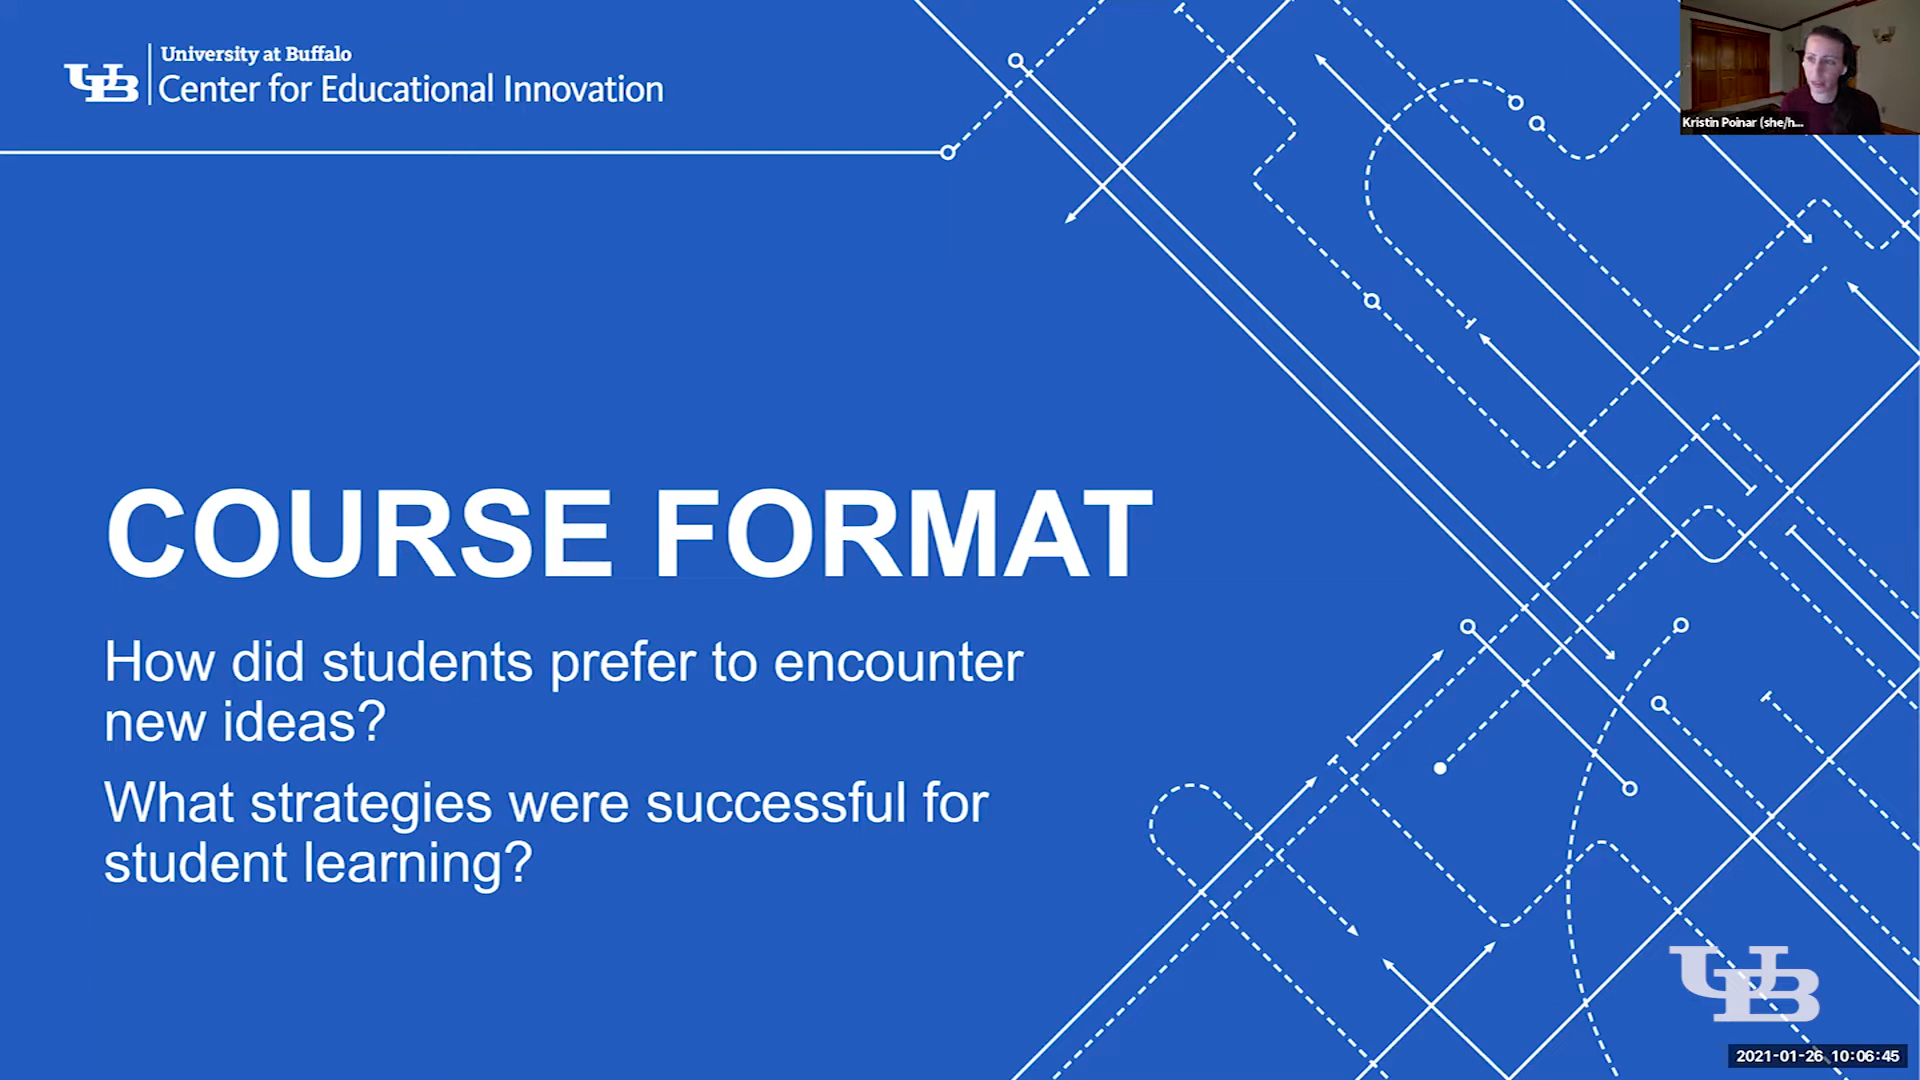 UB
University at Buffalo
Center for Educational Innovation
Kristin Poinar (she/h...
COURSE FORMAT
How did students prefer to encounter
new ideas?
What strategies were successful for
student learning?
UB
2021-01-26 10:06:45